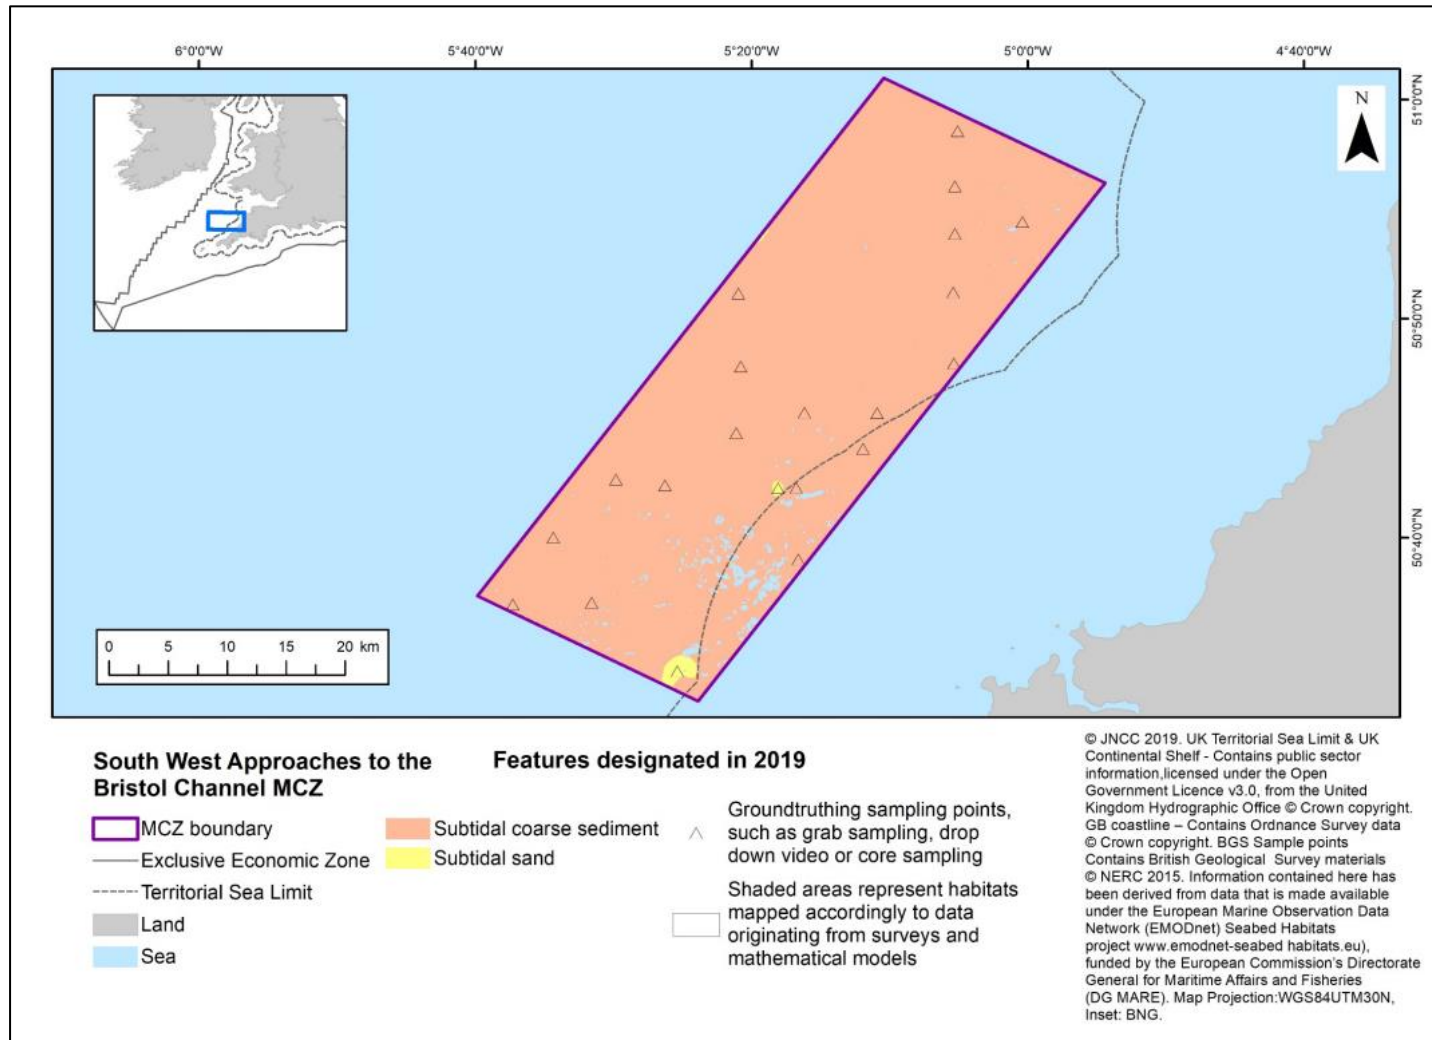 6°0'0"W
5°40'0"W
5°20'0"W
5°0'0"W
4°40'0"W
N
51°0'0"N
50°50'0"N
50°40'0"N
0 5 10 15 20 km
South West Approaches to the
Bristol Channel MCZ
MCZ boundary
Exclusive Economic Zone
Territorial Sea Limit
Land
Sea
Features designated in 2019
Subtidal coarse sediment
Subtidal sand
Groundtruthing sampling points,
such as grab sampling, drop
down video or core sampling
Shaded areas represent habitats
mapped accordingly to data
originating from surveys and
mathematical models
© JNCC 2019. UK Territorial Sea Limit & UK
Continental Shelf - Contains public sector
information,licensed under the Open
Government Licence v3.0, from the United
Kingdom Hydrographic Office © Crown copyright.
GB coastline – Contains Ordnance Survey data
© Crown copyright. BGS Sample points
Contains British Geological Survey materials
© NERC 2015. Information contained here has
been derived from data that is made available
under the European Marine Observation Data
Network (EMODnet) Seabed Habitats
project www.emodnet-seabed habitats.eu),
funded by the European Commission's Directorate
General for Maritime Affairs and Fisheries
(DG MARE). Map Projection:WGS84UTM30N,
Inset: BNG.